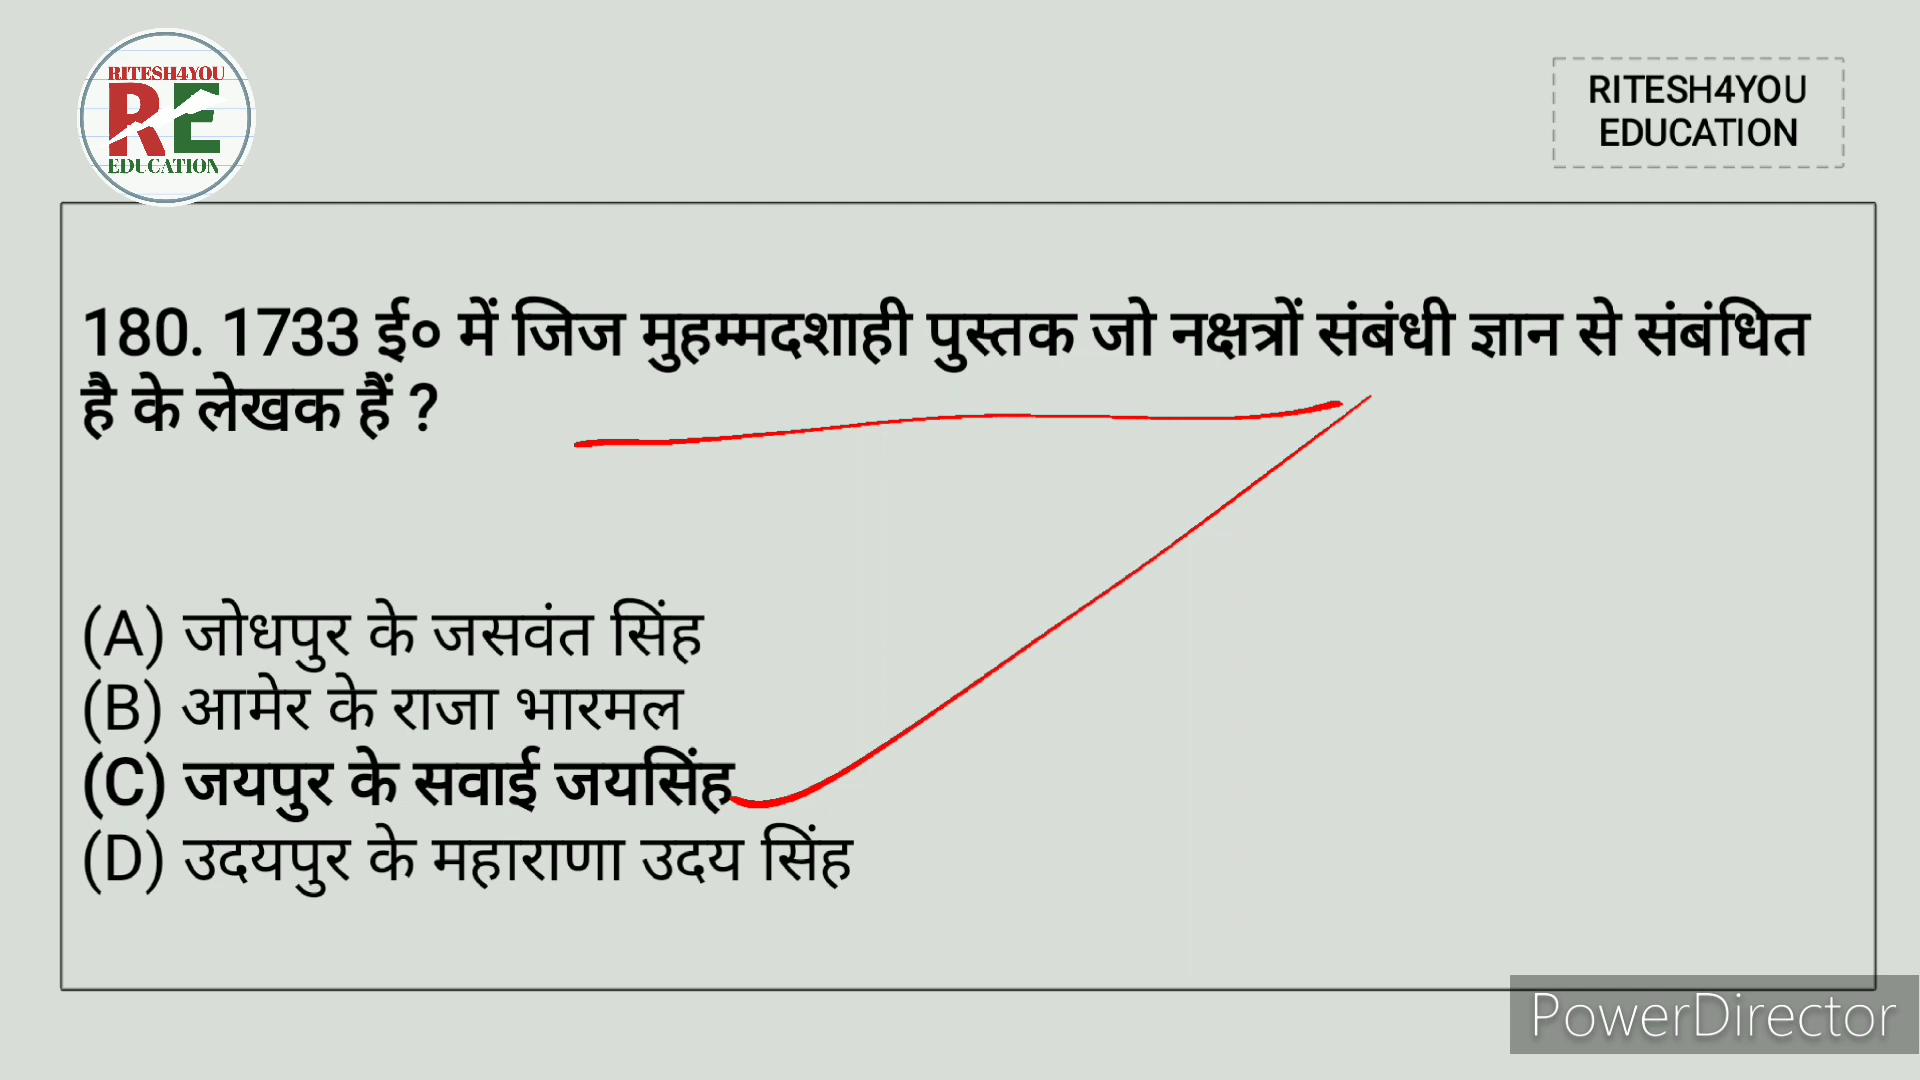 RITESH4YOU
RE
EDUCATION
RITESH4YOU
EDUCATION
180. 1733 ई० में जिज मुहम्मदशाही पुस्तक जो नक्षत्रों संबंधी ज्ञान से संबंधित
है के लेखक हैं ?
(A) जोधपुर के जसवंत सिंह
(B) आमेर के राजा भारमल
(C) जयपुर के सवाई जयसिंह
(D) उदयपुर के महाराणा उदय सिंह
PowerDirector